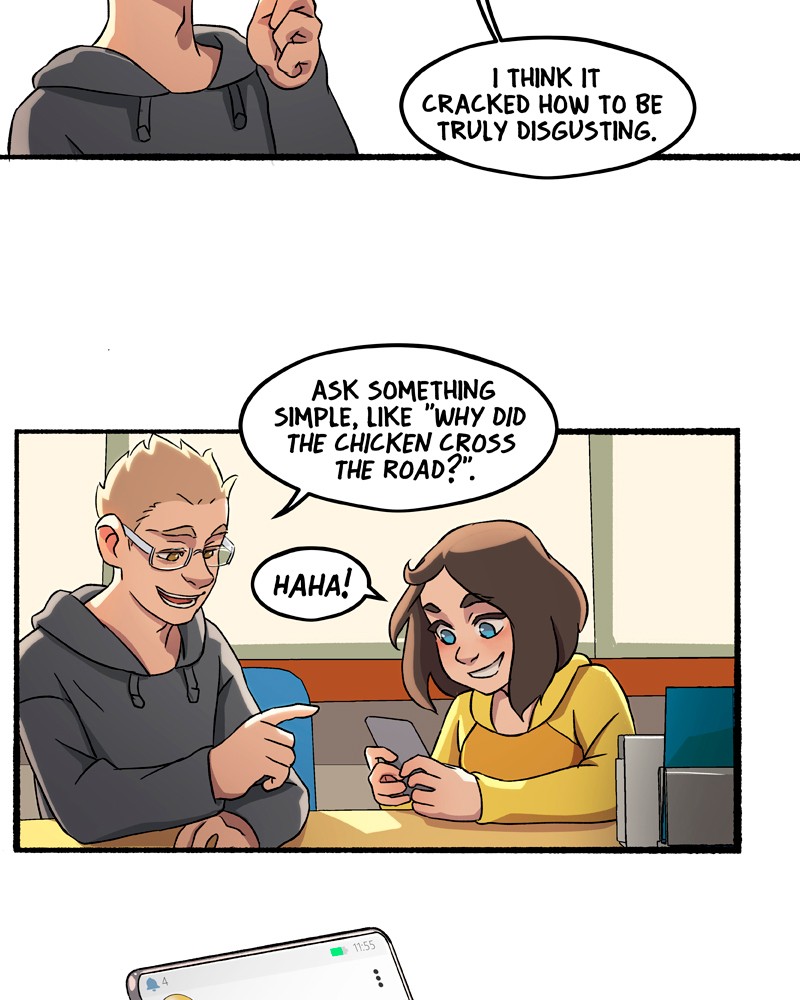 I THINK IT
CRACKED HOW TO BE
TRULY DISGUSTING.
ASK SOMETHING
SIMPLE, LIKE "WHY DID
THE CHICKEN CROSS
THE ROAD?".
HAHA!
11:55
4